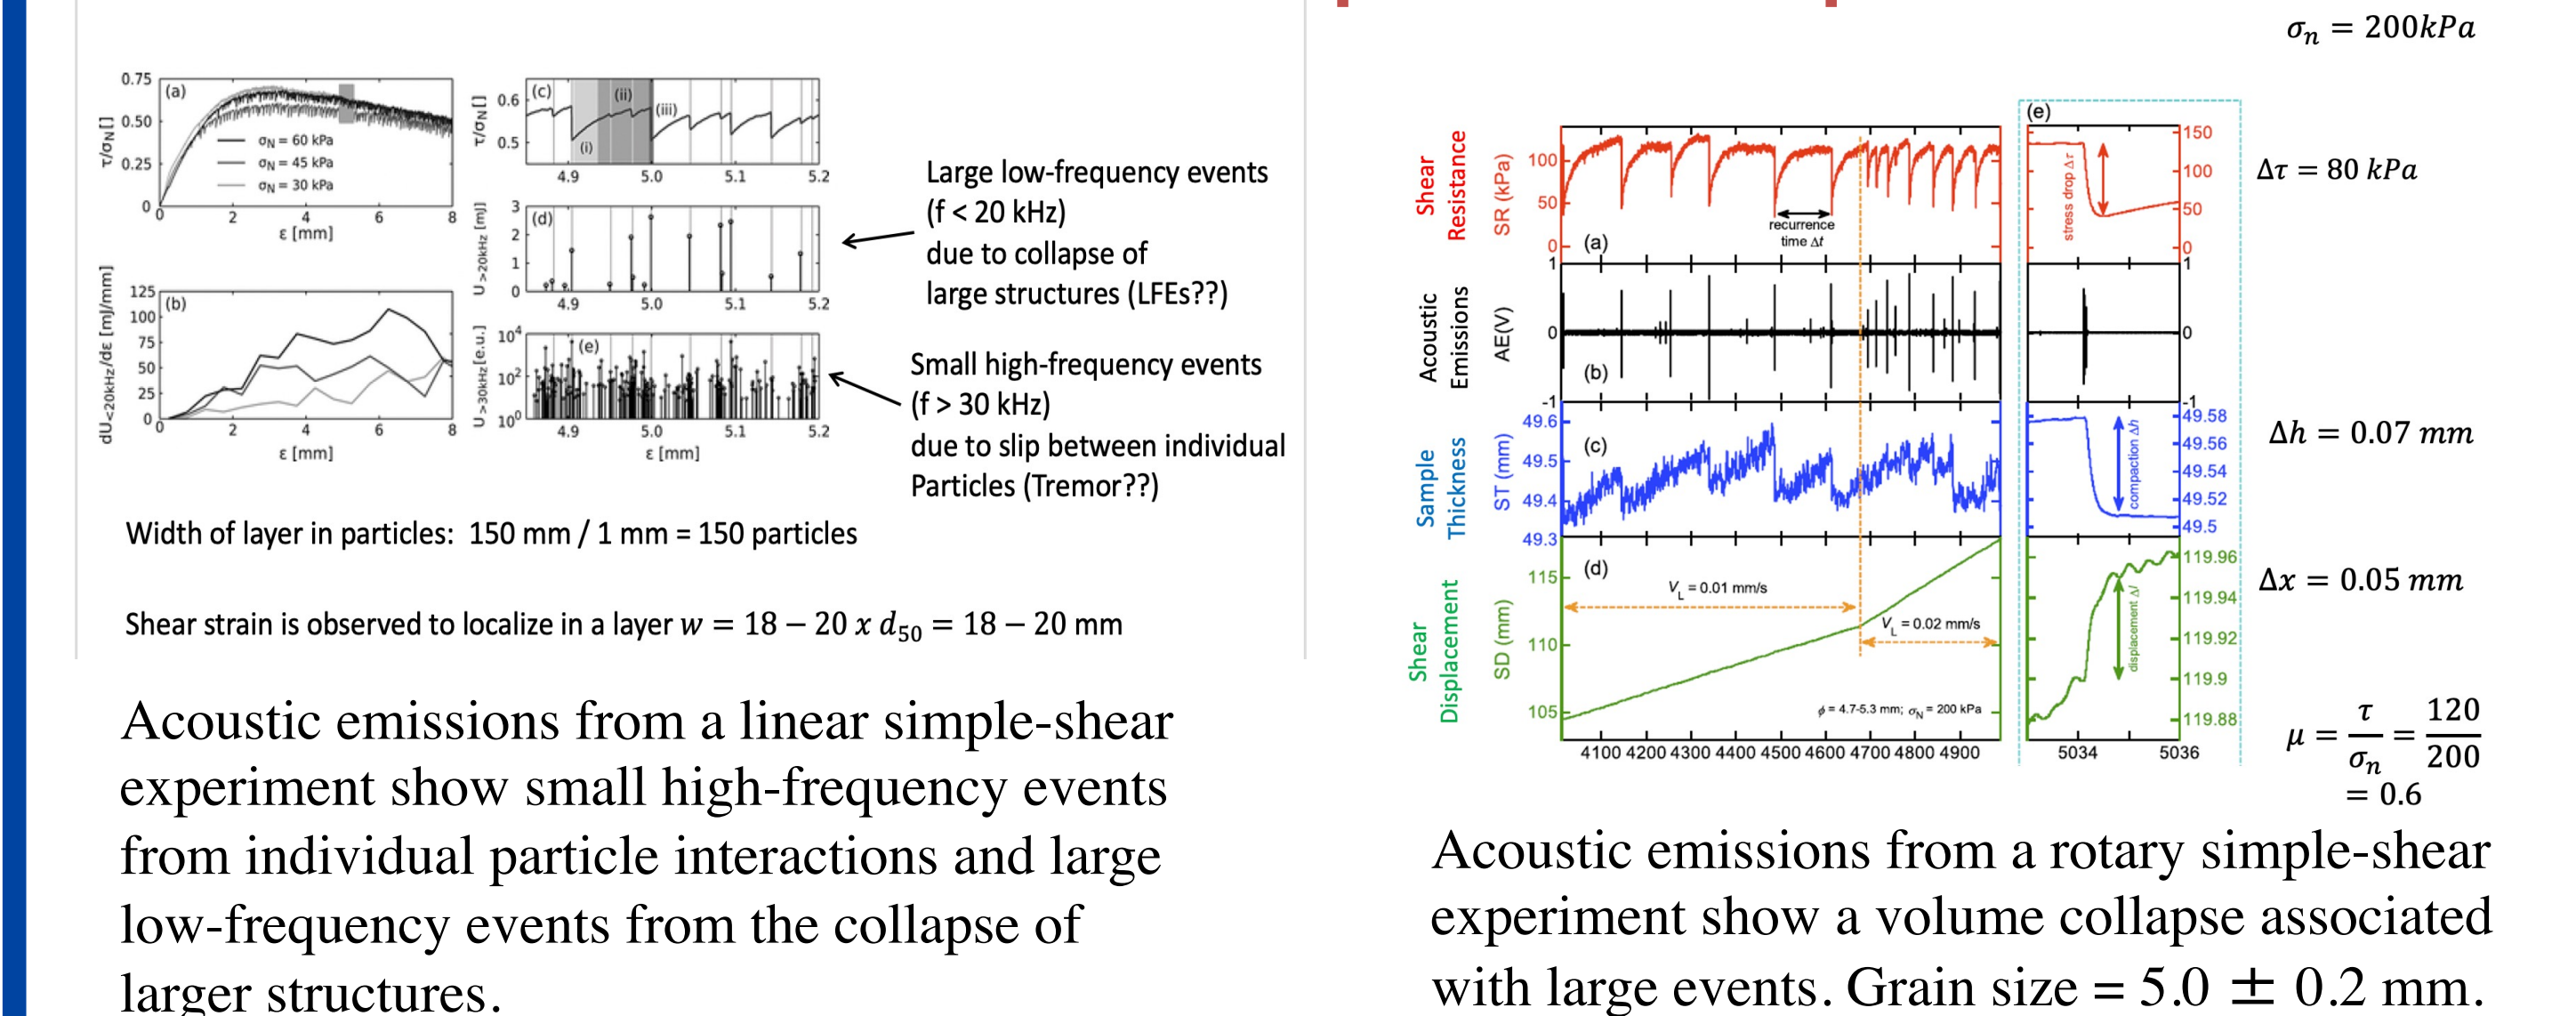 0.75
(a)
0.50
0.25
0
τ/σN[]
σN = 60 kPa
σN = 45 kPa
σN = 30 kPa
0 2 4 6 8
ε [mm]
125
(b)
100
75
50
25
0
dU<20kHz/dε [mJ/mm]
0 2 4 6 8
ε [mm]
(c)
(ii)
(iii)
(i)
0.6
0.5
τ/σN[]
4.9 5.0 5.1 5.2
3
(d)
2
1
0
U>20kHz [mJ]
4.9 5.0 5.1 5.2
10⁴
(e)
10²
10⁰
U>30kHz [e.u.]
4.9 5.0 5.1 5.2
ε [mm]
Large low-frequency events
(f < 20 kHz)
due to collapse of
large structures (LFEs??)
Small high-frequency events
(f > 30 kHz)
due to slip between individual
Particles (Tremor??)
Width of layer in particles: 150 mm / 1 mm = 150 particles
Shear strain is observed to localize in a layer w = 18 – 20 x d50 = 18 – 20 mm
Acoustic emissions from a linear simple-shear
experiment show small high-frequency events
from individual particle interactions and large
low-frequency events from the collapse of
larger structures.
σn = 200kPa
Shear
Resistance
SR (kPa)
100
50
0
(a)
recurrence
time Δt
Acoustic
Emissions
AE(V)
1
0
-1
(b)
Sample
Thickness
ST (mm)
49.6
49.5
49.4
49.3
(c)
Shear
Displacement
SD (mm)
115
110
105
(d)
VL = 0.01 mm/s
VL = 0.02 mm/s
ϕ = 4.7-5.3 mm; σN = 200 kPa
4100 4200 4300 4400 4500 4600 4700 4800 4900
(e)
150
100
50
0
stress drop Δτ
1
0
-1
49.58
49.56
49.54
49.52
49.5
compaction Δh
119.96
119.94
119.92
119.9
119.88
displacement Δl
5034 5036
Δτ = 80 kPa
Δh = 0.07 mm
Δx = 0.05 mm
μ = τ/σn = 120/200
= 0.6
Acoustic emissions from a rotary simple-shear
experiment show a volume collapse associated
with large events. Grain size = 5.0 ± 0.2 mm.